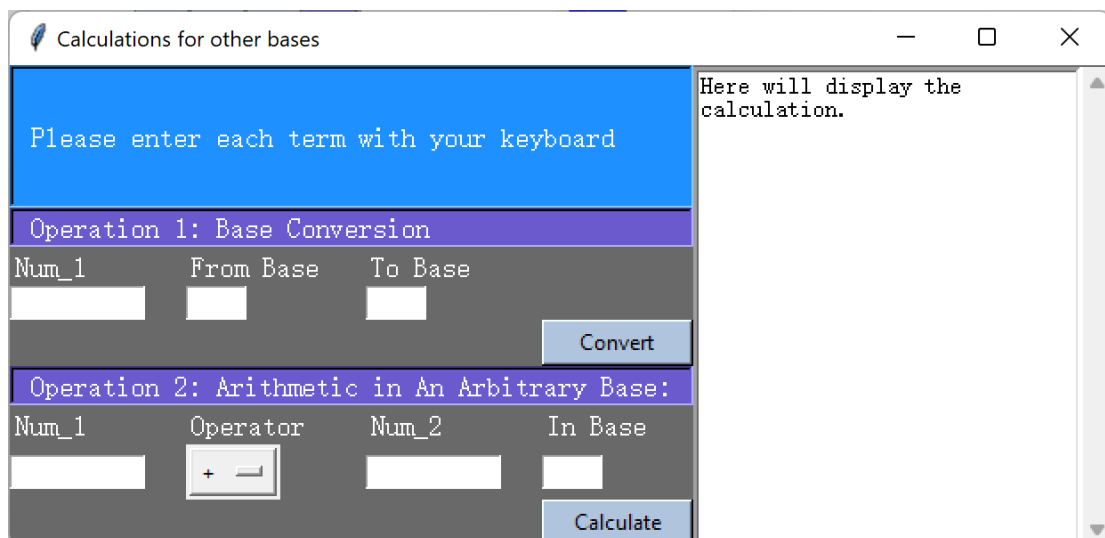 Calculations for other bases
Please enter each term with your keyboard
Here will display the
calculation.
Operation 1: Base Conversion
Num_1 From Base To Base
Convert
Operation 2: Arithmetic in An Arbitrary Base:
Num_1 Operator Num_2 In Base
+
Calculate